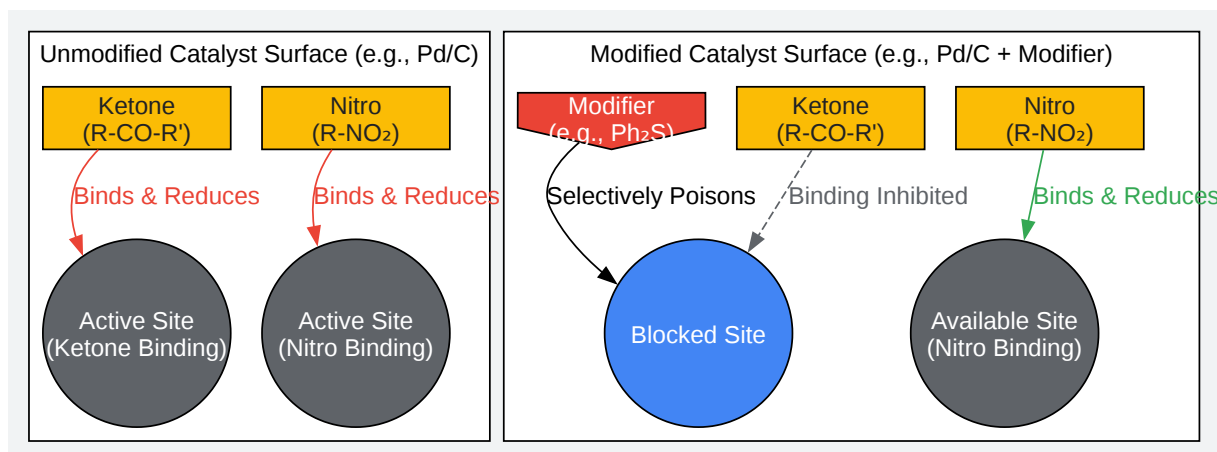 Unmodified Catalyst Surface (e.g., Pd/C)
Ketone
(R-CO-R')
Nitro
(R-NO₂)
Binds & Reduces
Binds & Reduces
Active Site
(Ketone Binding)
Active Site
(Nitro Binding)
Modified Catalyst Surface (e.g., Pd/C + Modifier)
Modifier
(e.g., Ph₂S)
Ketone
(R-CO-R')
Nitro
(R-NO₂)
Selectively Poisons
Binding Inhibited
Binds & Reduces
Blocked Site
Available Site
(Nitro Binding)